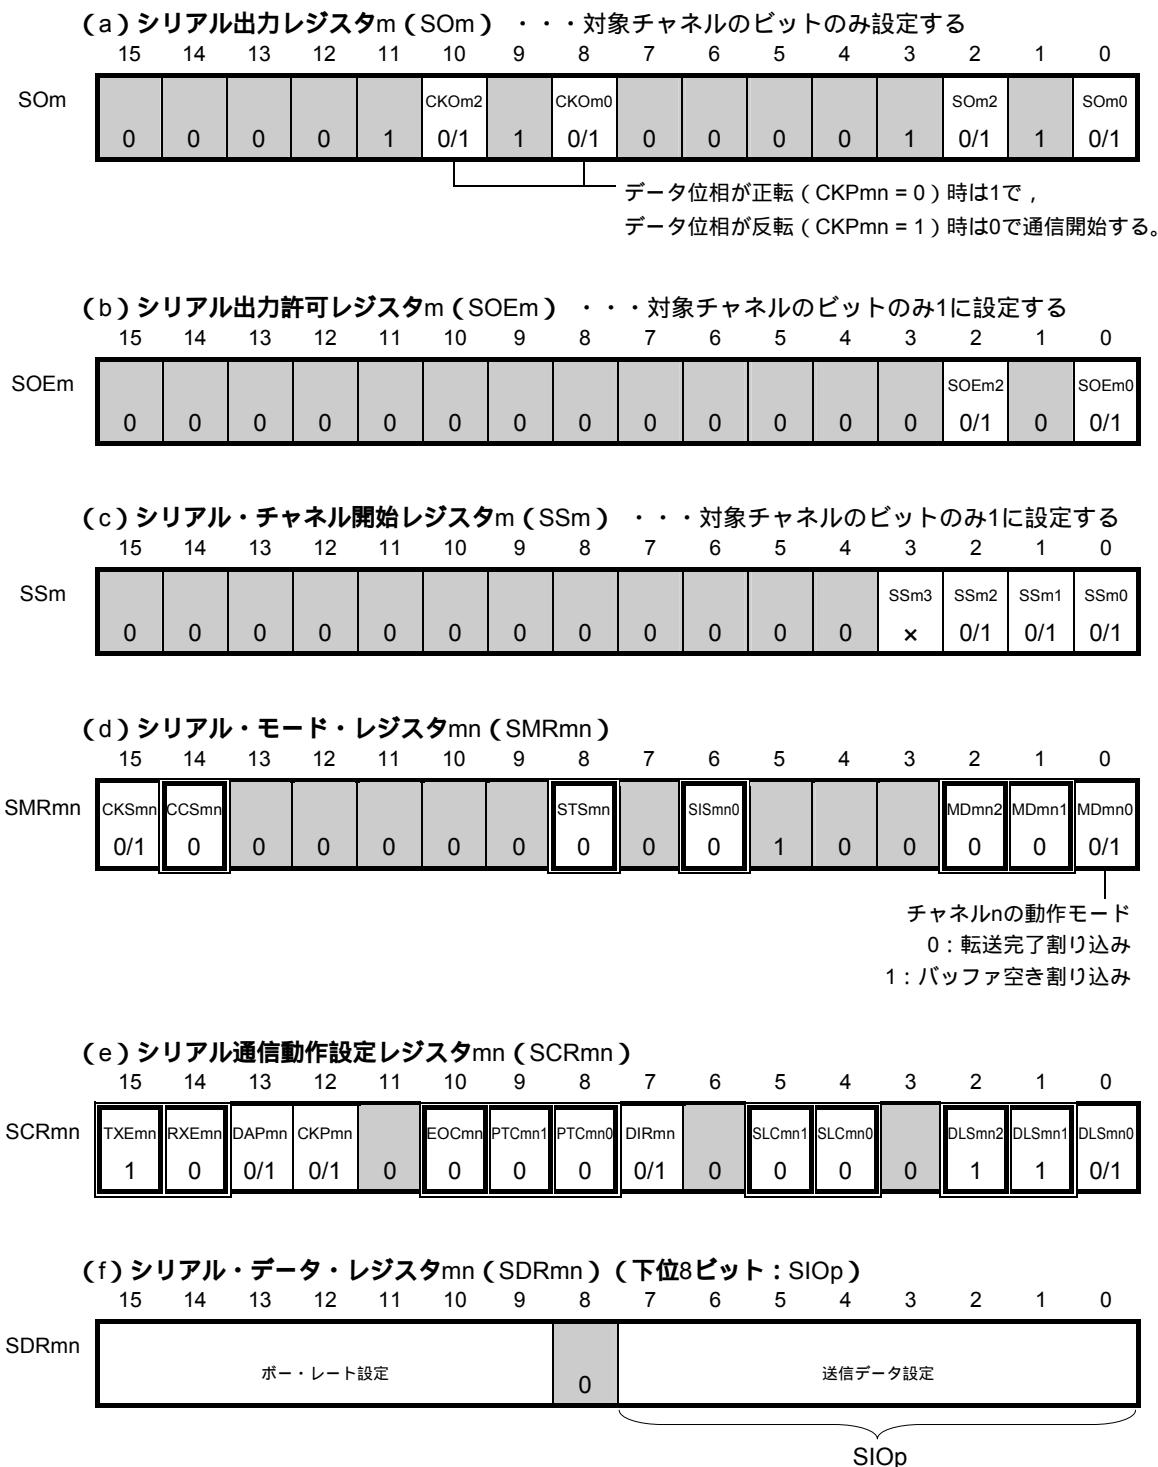 （a）シリアル出力レジスタm（SOm） ・・・対象チャネルのビットのみ設定する
15 14 13 12 11 10 9 8 7 6 5 4 3 2 1 0
SOm CKOm2 CKOm0 SOm2 SOm0
0 0 0 0 1 0/1 1 0/1 0 0 0 0 1 0/1 1 0/1
データ位相が正転（CKPmn = 0）時は1で，
データ位相が反転（CKPmn = 1）時は0で通信開始する。
（b）シリアル出力許可レジスタm（SOEm） ・・・対象チャネルのビットのみ1に設定する
15 14 13 12 11 10 9 8 7 6 5 4 3 2 1 0
SOEm SOEm2 SOEm0
0 0 0 0 0 0 0 0 0 0 0 0 0 0/1 0 0/1
（c）シリアル・チャネル開始レジスタm（SSm） ・・・対象チャネルのビットのみ1に設定する
15 14 13 12 11 10 9 8 7 6 5 4 3 2 1 0
SSm SSm3 SSm2 SSm1 SSm0
0 0 0 0 0 0 0 0 0 0 0 0 × 0/1 0/1 0/1
（d）シリアル・モード・レジスタmn（SMRmn）
15 14 13 12 11 10 9 8 7 6 5 4 3 2 1 0
SMRmn CKSmn CCSmn STSmn SISmn0 MDmn2 MDmn1 MDmn0
0/1 0 0 0 0 0 0 0 0 0 1 0 0 0 0 0/1
チャネルnの動作モード
0：転送完了割り込み
1：バッファ空き割り込み
（e）シリアル通信動作設定レジスタmn（SCRmn）
15 14 13 12 11 10 9 8 7 6 5 4 3 2 1 0
SCRmn TXEmn RXEmn DAPmn CKPmn EOCmn PTCmn1 PTCmn0 DIRmn SLCmn1 SLCmn0 DLSmn2 DLSmn1 DLSmn0
1 0 0/1 0/1 0 0 0 0 0/1 0 0 0 0 1 1 0/1
（f）シリアル・データ・レジスタmn（SDRmn）（下位8ビット：SIOp）
15 14 13 12 11 10 9 8 7 6 5 4 3 2 1 0
SDRmn ボー・レート設定 0 送信データ設定
SIOp